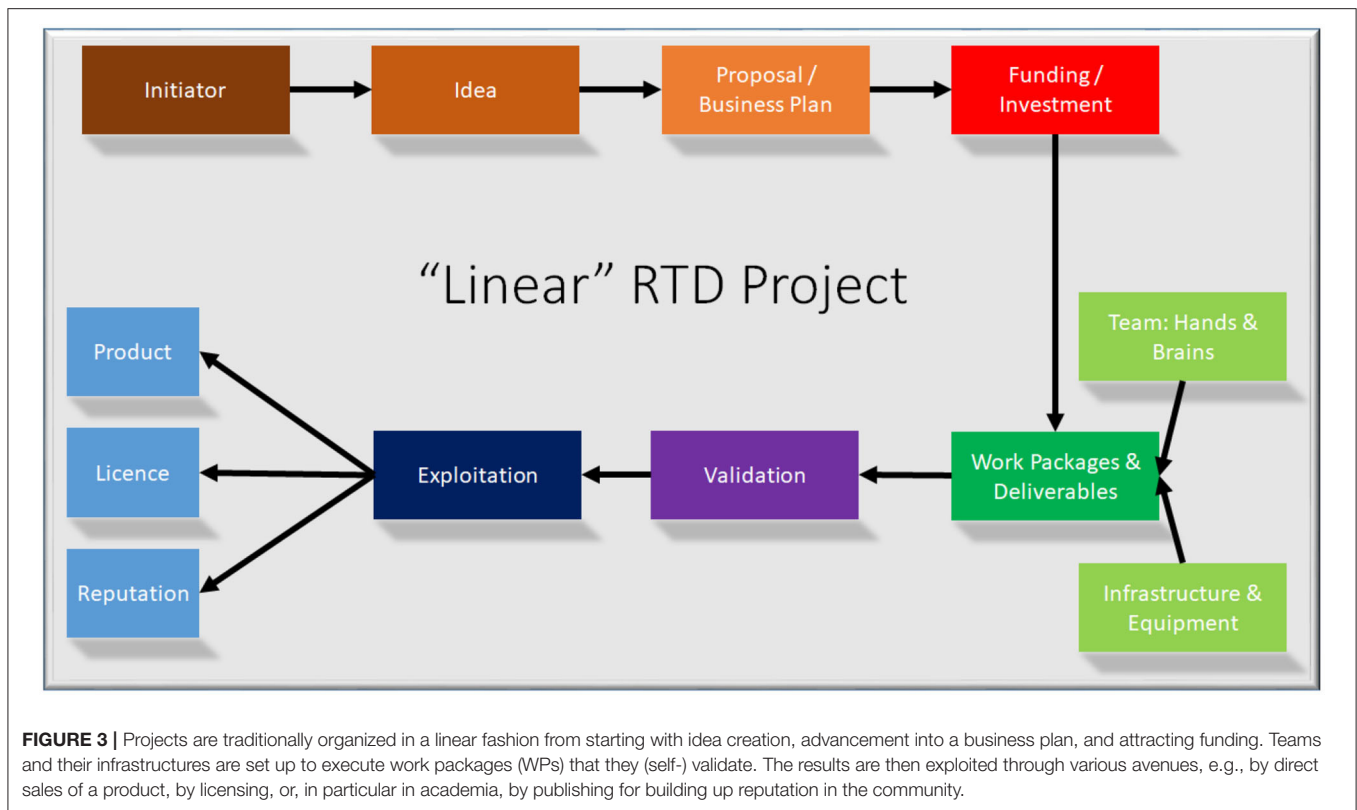 Initiator
Idea
Proposal /
Business Plan
Funding /
Investment
“Linear” RTD Project
Team: Hands &
Brains
Product
Licence
Exploitation
Validation
Work Packages &
Deliverables
Reputation
Infrastructure &
Equipment
FIGURE 3 | Projects are traditionally organized in a linear fashion from starting with idea creation, advancement into a business plan, and attracting funding. Teams
and their infrastructures are set up to execute work packages (WPs) that they (self-) validate. The results are then exploited through various avenues, e.g., by direct
sales of a product, by licensing, or, in particular in academia, by publishing for building up reputation in the community.